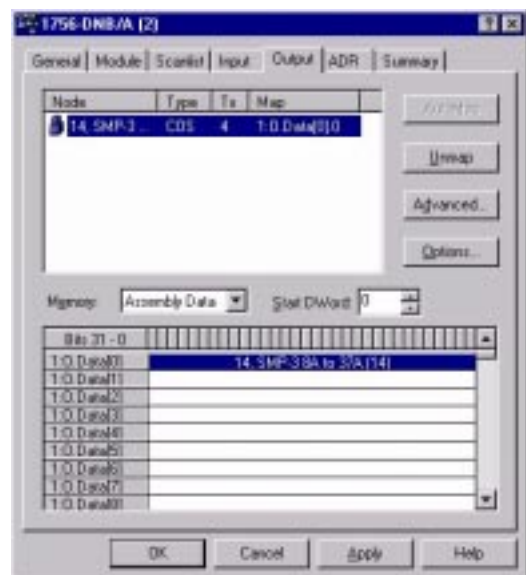 1756-DNB/A (2)
General Module Scanlist Input Output ADR Summary
Node Type Tx Map
14, SMP-3 ... COS 4 1:O.Data[0].0
AutoMap
Unmap
Advanced...
Options...
Memory: Assembly Data Start DWord: 0
Bits 31 - 0
1:O.Data[0] 14, SMP-3 8A to 37A (14)
1:O.Data[1]
1:O.Data[2]
1:O.Data[3]
1:O.Data[4]
1:O.Data[5]
1:O.Data[6]
1:O.Data[7]
1:O.Data[8]
OK Cancel Apply Help